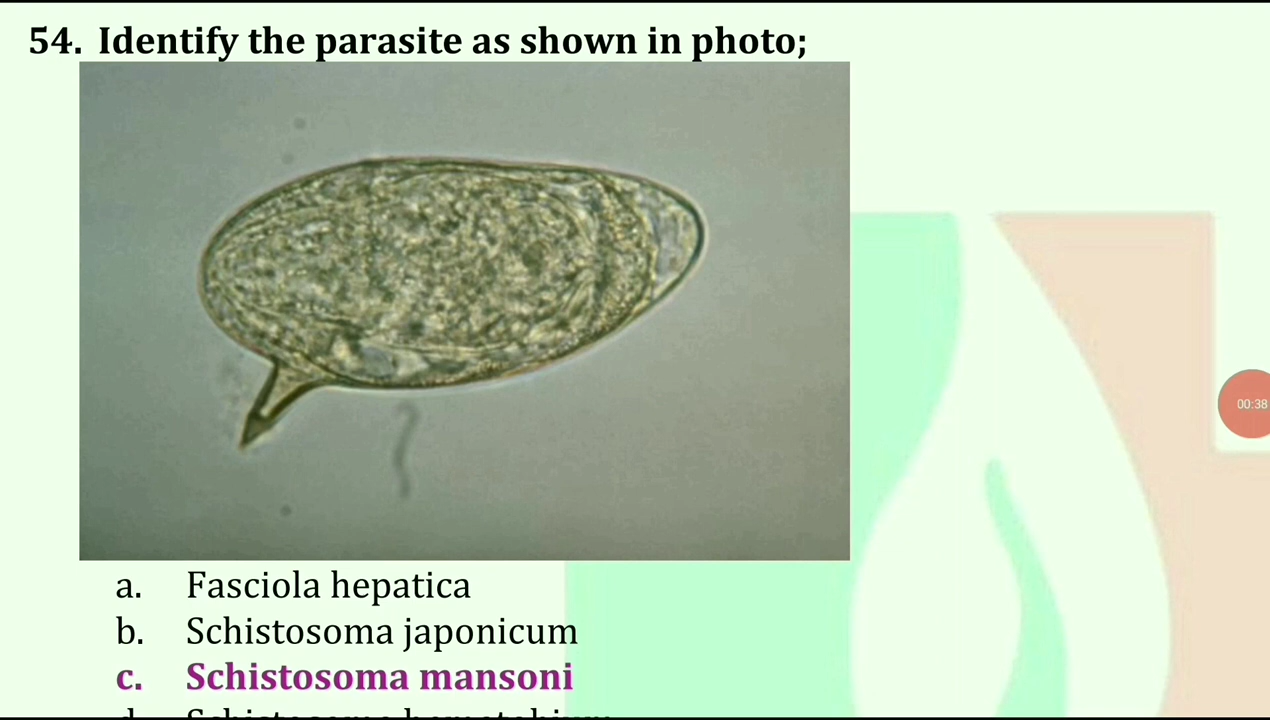 54. Identify the parasite as shown in photo;
a. Fasciola hepatica
b. Schistosoma japonicum
c. Schistosoma mansoni
00:38